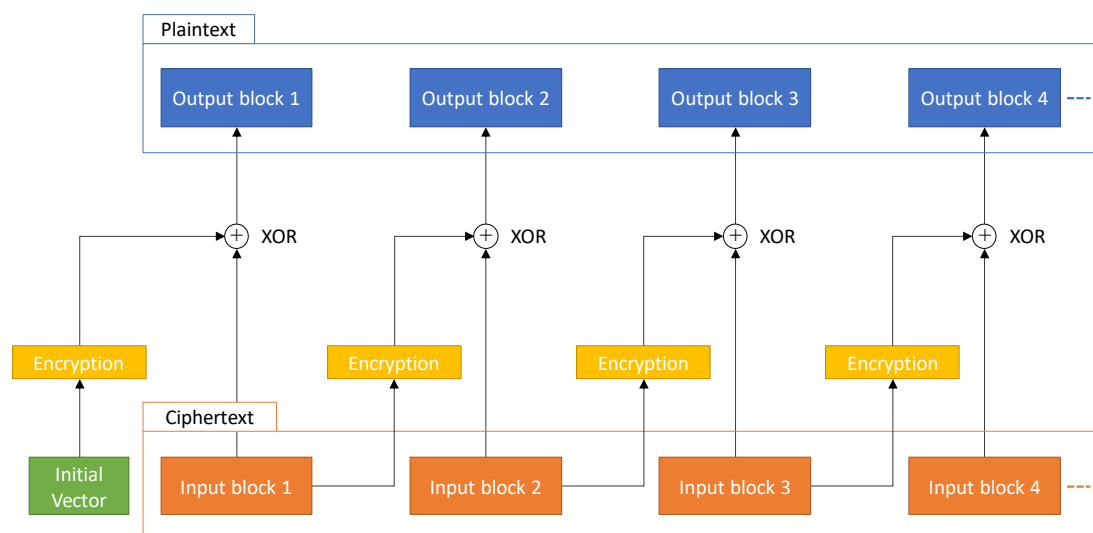 Plaintext
Output block 1
Output block 2
Output block 3
Output block 4
+ XOR
+ XOR
+ XOR
+ XOR
Encryption
Encryption
Encryption
Encryption
Ciphertext
Initial
Vector
Input block 1
Input block 2
Input block 3
Input block 4